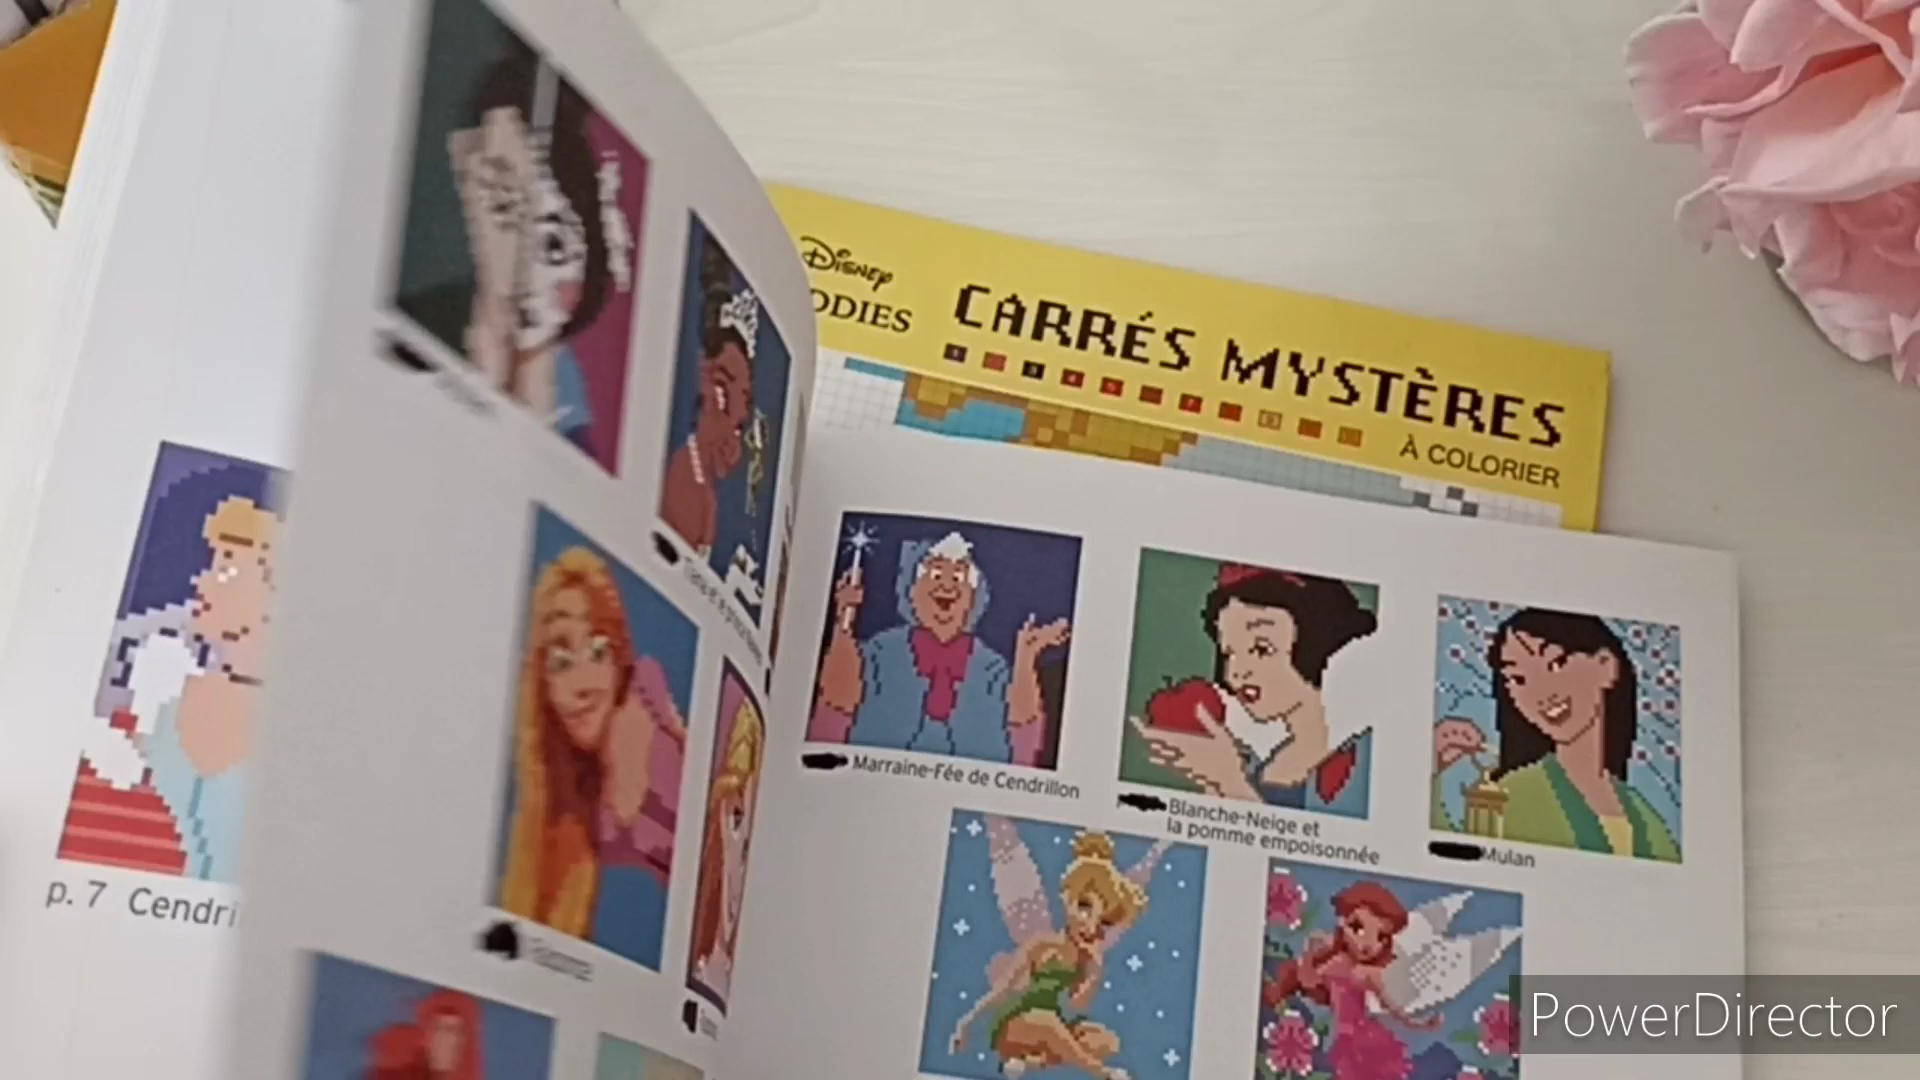 Disney
ODIES
CARRÉS MYSTÈRES
À COLORIER
Marraine-Fée de Cendrillon
Blanche-Neige et
la pomme empoisonnée
Mulan
p. 7 Cendri
PowerDirector